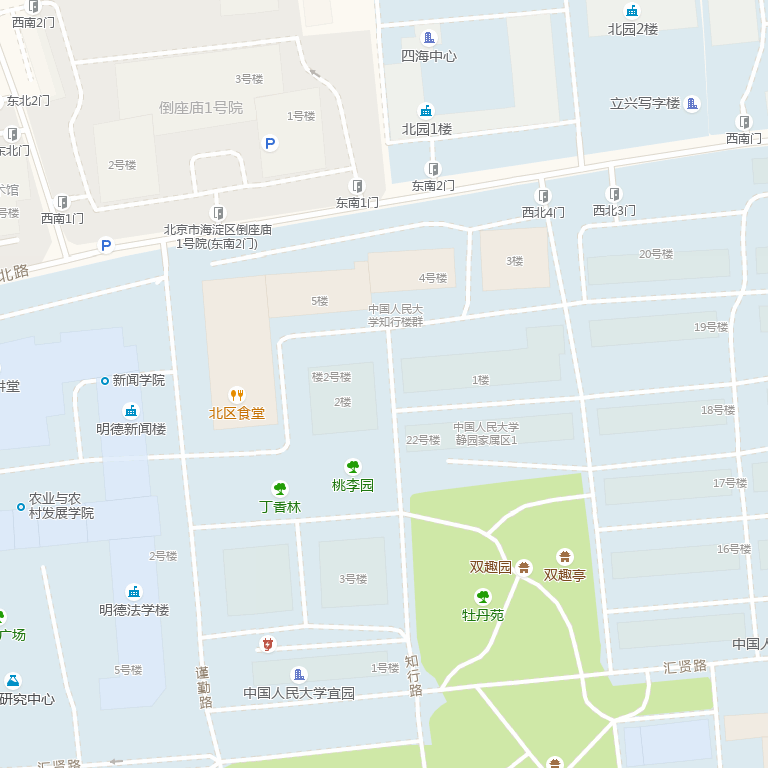 西南2门
北园2楼
四海中心
3号楼
东北2门
倒座庙1号院
立兴写字楼
1号楼
北园1楼
西南门
东北门
P
2号楼
东南2门
术馆
号楼
西南1门
东南1门
西北4门
西北3门
北京市海淀区倒座庙
1号院(东南2门)
P
北路
20号楼
3楼
4号楼
5楼
中国人民大
学知行楼群
19号楼
新闻学院
讲堂
楼2号楼
1楼
2楼
北区食堂
18号楼
明德新闻楼
22号楼
中国人民大学
静园家属区1
17号楼
桃李园
农业与农
村发展学院
丁香林
16号楼
2号楼
双趣园
双趣亭
3号楼
明德法学楼
牡丹苑
广场
中国人
1号楼
知行路
汇贤路
5号楼
谨勤路
研究中心
中国人民大学宜园
汇贤路